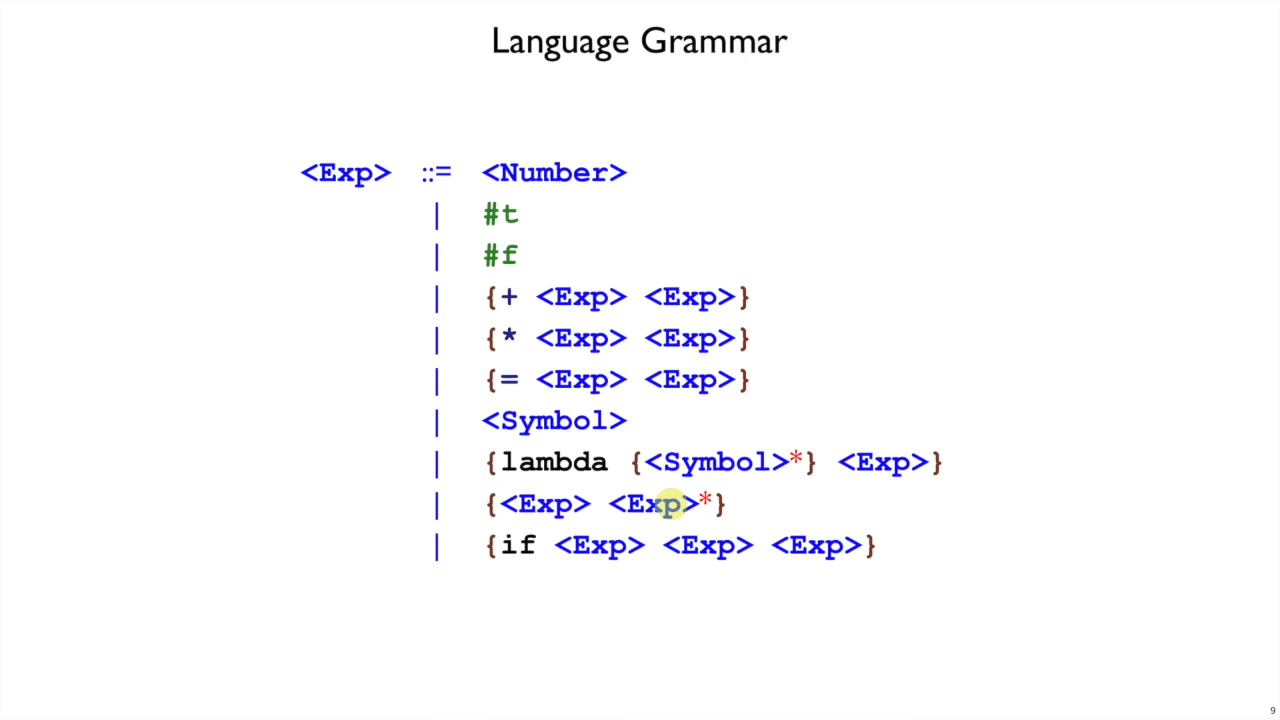 Language Grammar
<Exp> ::= <Number>
| #t
| #f
| {+ <Exp> <Exp>}
| {* <Exp> <Exp>}
| {= <Exp> <Exp>}
| <Symbol>
| {lambda {<Symbol>*} <Exp>}
| {<Exp> <Exp>*}
| {if <Exp> <Exp> <Exp>}
9